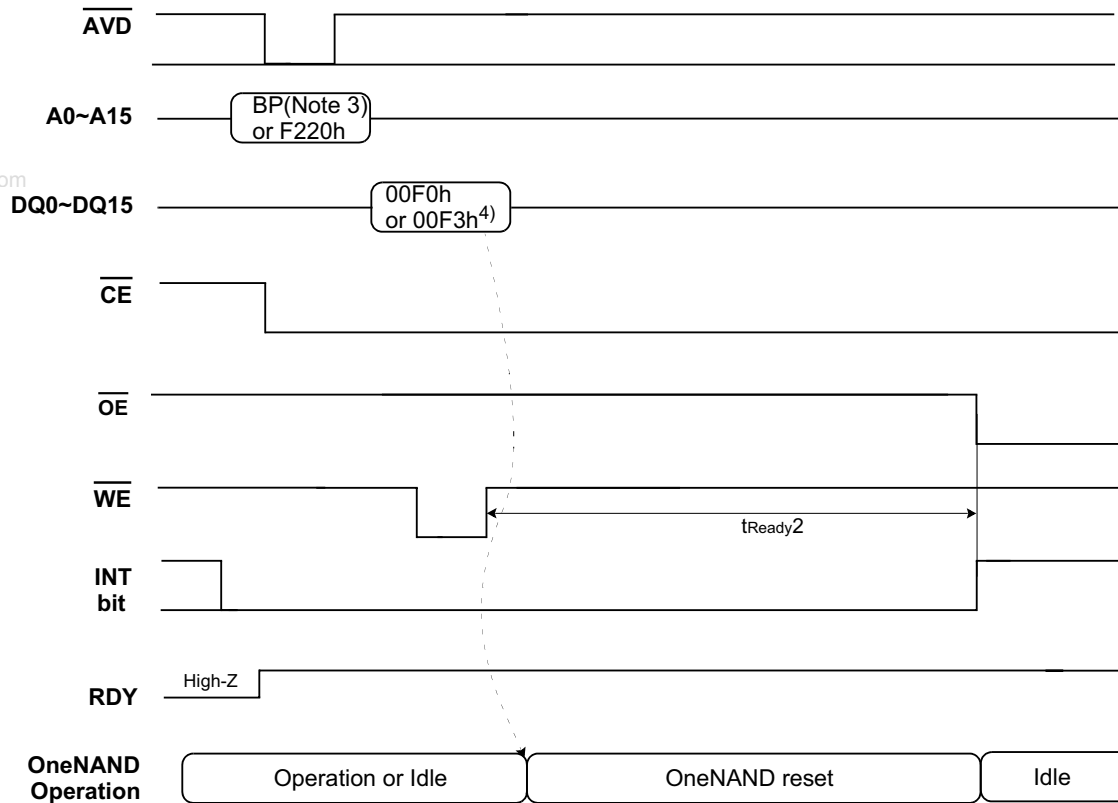 AVD
A0~A15
BP(Note 3)
or F220h
om
DQ0~DQ15
00F0h
or 00F3h4)
CE
OE
WE
tReady2
INT
bit
High-Z
RDY
OneNAND
Operation
Operation or Idle
OneNAND reset
Idle